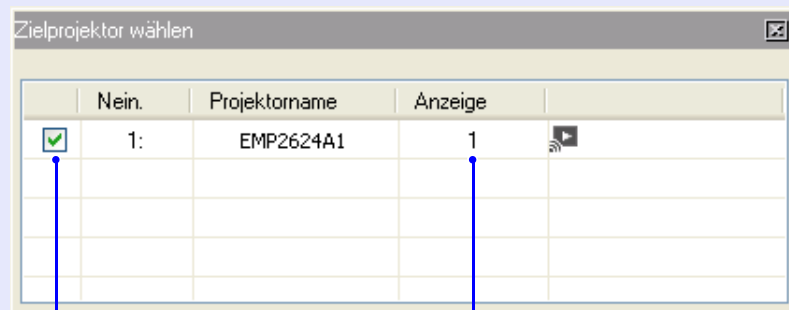 Zielprojektor wählen
Nein. Projektorname Anzeige
1: EMP2624A1 1